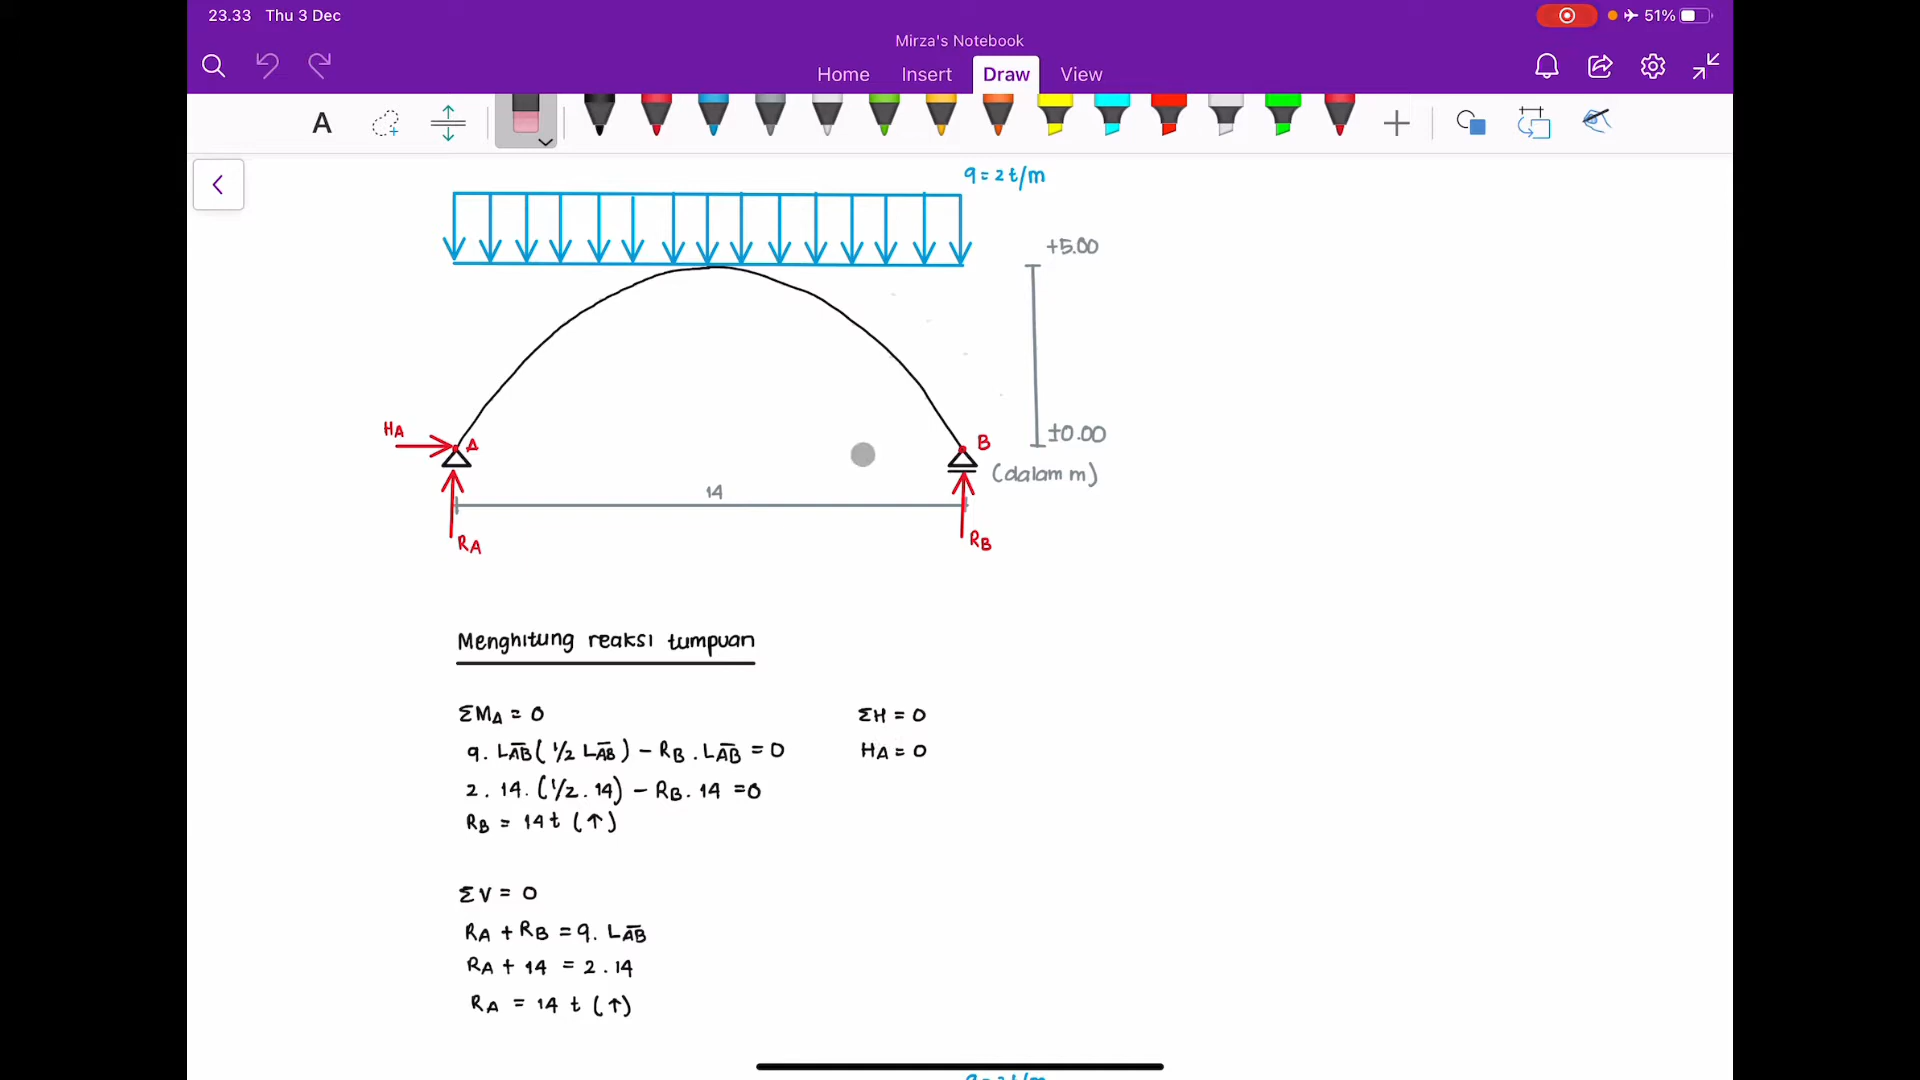 23.33 Thu 3 Dec
51%
Mirza's Notebook
Home Insert Draw View
A
q = 2 t/m
+5.00
HA
A
B
±0.00
(dalam m)
14
RA
RB
Menghitung reaksi tumpuan
ΣMA = 0
q. LAB̅ (1/2 LAB̅) - RB . LAB̅ = 0
2 . 14 . (1/2 . 14) - RB . 14 = 0
RB = 14 t (↑)
ΣH = 0
HA = 0
ΣV = 0
RA + RB = q. LAB̅
RA + 14 = 2 . 14
RA = 14 t (↑)